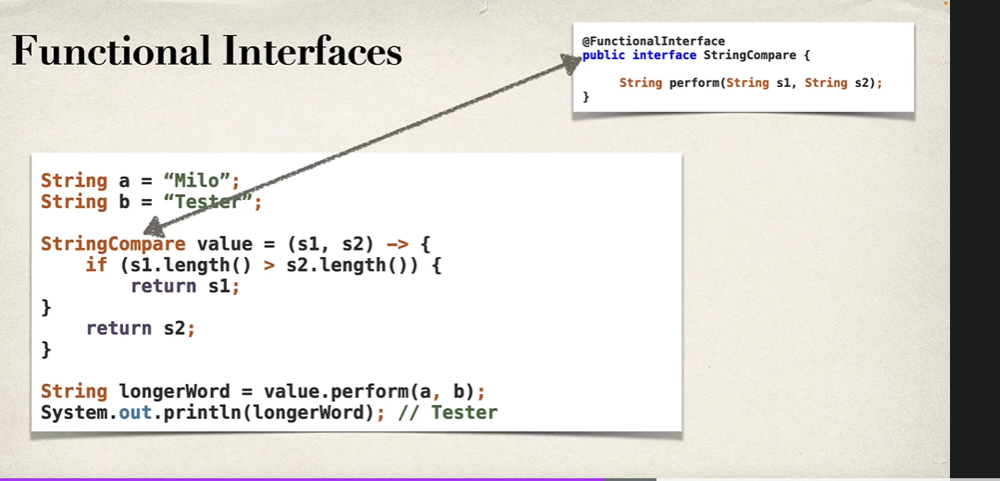 Functional Interfaces
@FunctionalInterface
public interface StringCompare {
String perform(String s1, String s2);
}
String a = “Milo”;
String b = “Tester”;
StringCompare value = (s1, s2) -> {
if (s1.length() > s2.length()) {
return s1;
}
return s2;
}
String longerWord = value.perform(a, b);
System.out.println(longerWord); // Tester